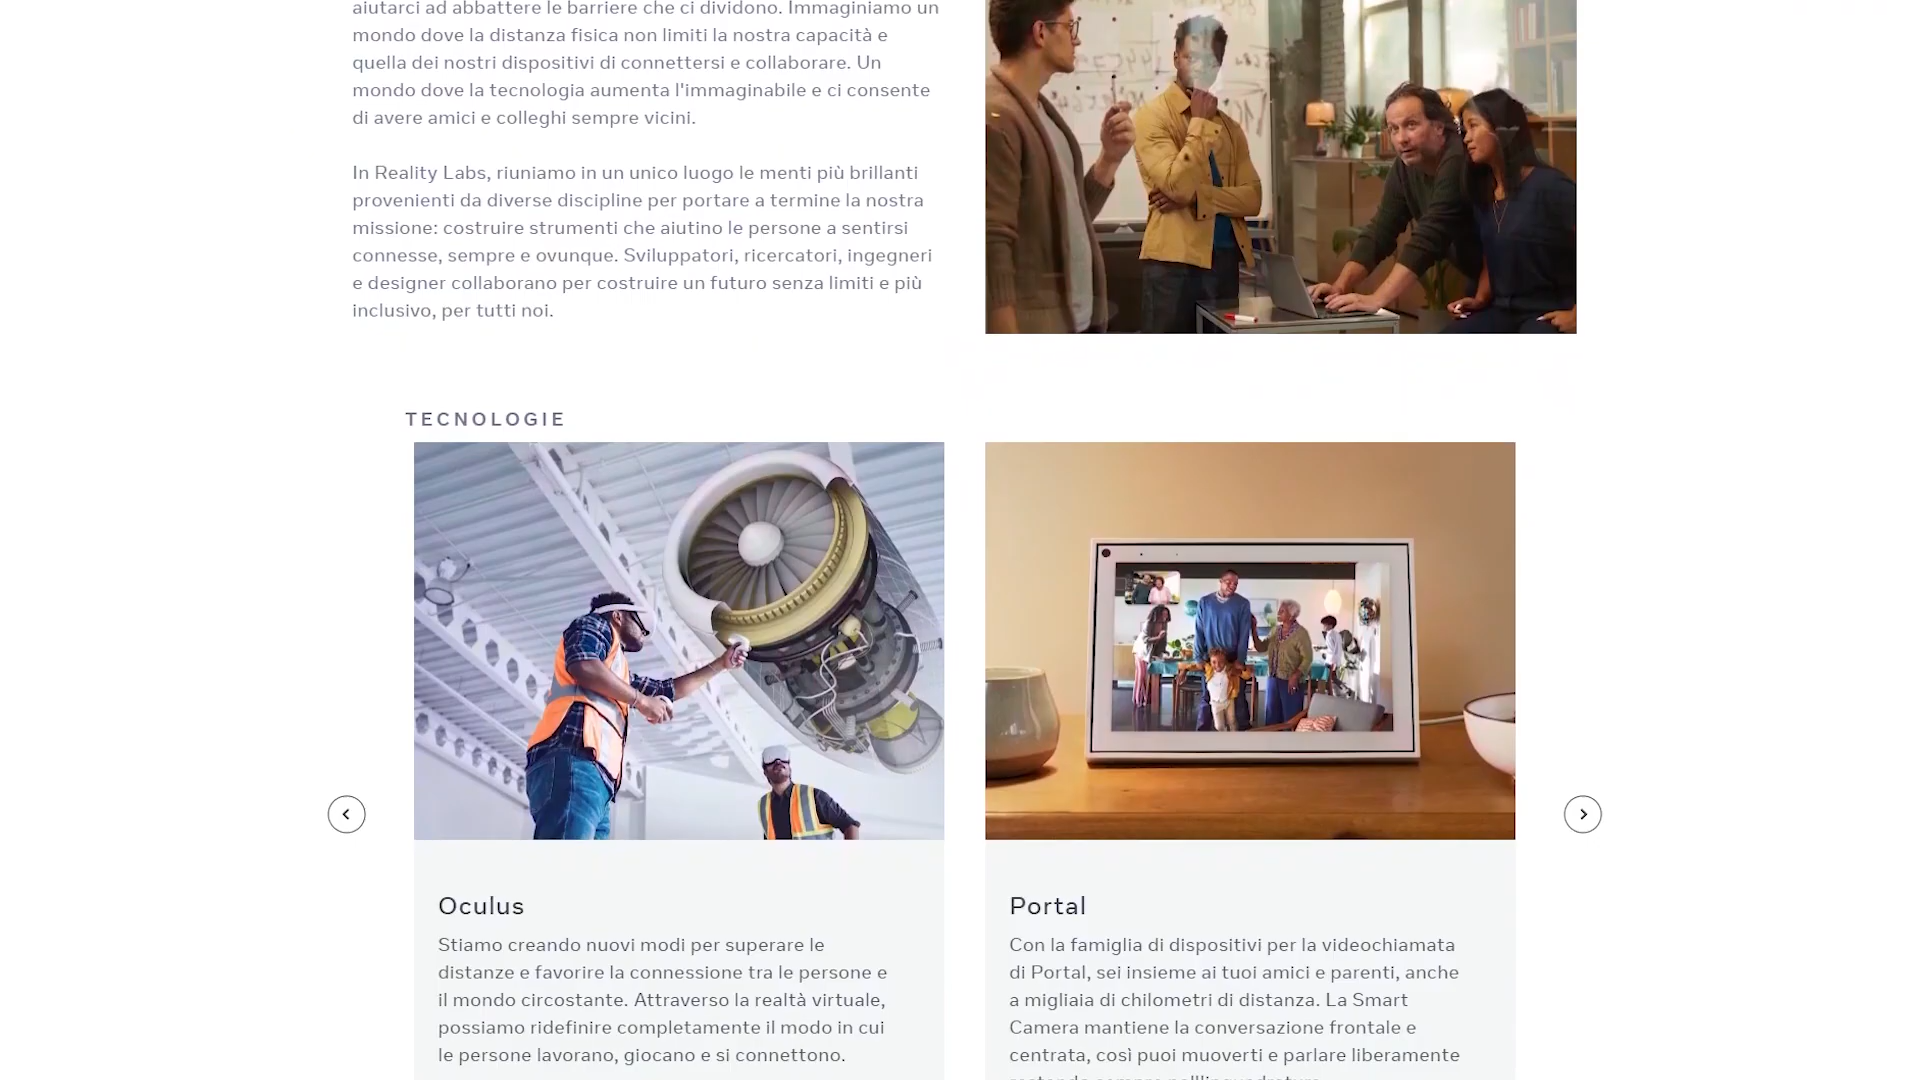 aiutarci ad abbattere le barriere che ci dividono. Immaginiamo un
mondo dove la distanza fisica non limiti la nostra capacità e
quella dei nostri dispositivi di connettersi e collaborare. Un
mondo dove la tecnologia aumenta l'immaginabile e ci consente
di avere amici e colleghi sempre vicini.
In Reality Labs, riuniamo in un unico luogo le menti più brillanti
provenienti da diverse discipline per portare a termine la nostra
missione: costruire strumenti che aiutino le persone a sentirsi
connesse, sempre e ovunque. Sviluppatori, ricercatori, ingegneri
e designer collaborano per costruire un futuro senza limiti e più
inclusivo, per tutti noi.
TECNOLOGIE
Oculus
Stiamo creando nuovi modi per superare le
distanze e favorire la connessione tra le persone e
il mondo circostante. Attraverso la realtà virtuale,
possiamo ridefinire completamente il modo in cui
le persone lavorano, giocano e si connettono.
Portal
Con la famiglia di dispositivi per la videochiamata
di Portal, sei insieme ai tuoi amici e parenti, anche
a migliaia di chilometri di distanza. La Smart
Camera mantiene la conversazione frontale e
centrata, così puoi muoverti e parlare liberamente